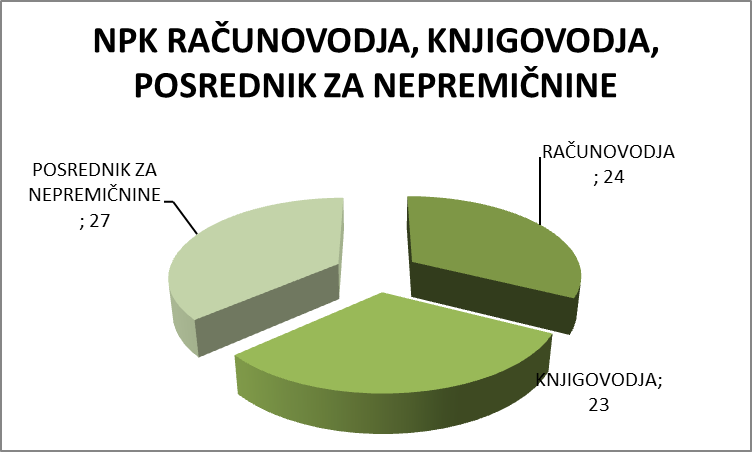 NPK RAČUNOVODJA, KNJIGOVODJA,
POSREDNIK ZA NEPREMIČNINE
POSREDNIK ZA
NEPREMIČNINE
; 27
RAČUNOVODJA
; 24
KNJIGOVODJA;
23